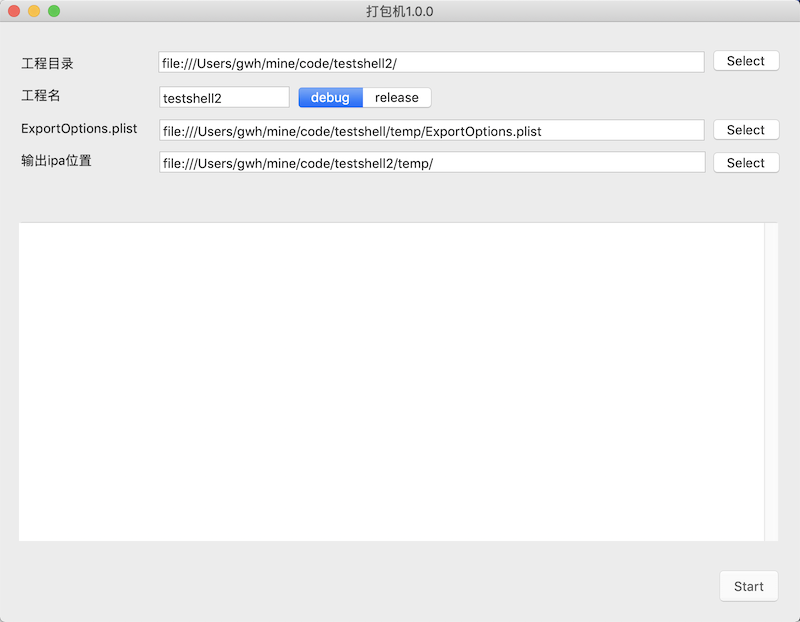 打包机1.0.0
工程目录 file:///Users/gwh/mine/code/testshell2/ Select
工程名 testshell2 debug release
ExportOptions.plist file:///Users/gwh/mine/code/testshell/temp/ExportOptions.plist Select
输出ipa位置 file:///Users/gwh/mine/code/testshell2/temp/ Select
Start